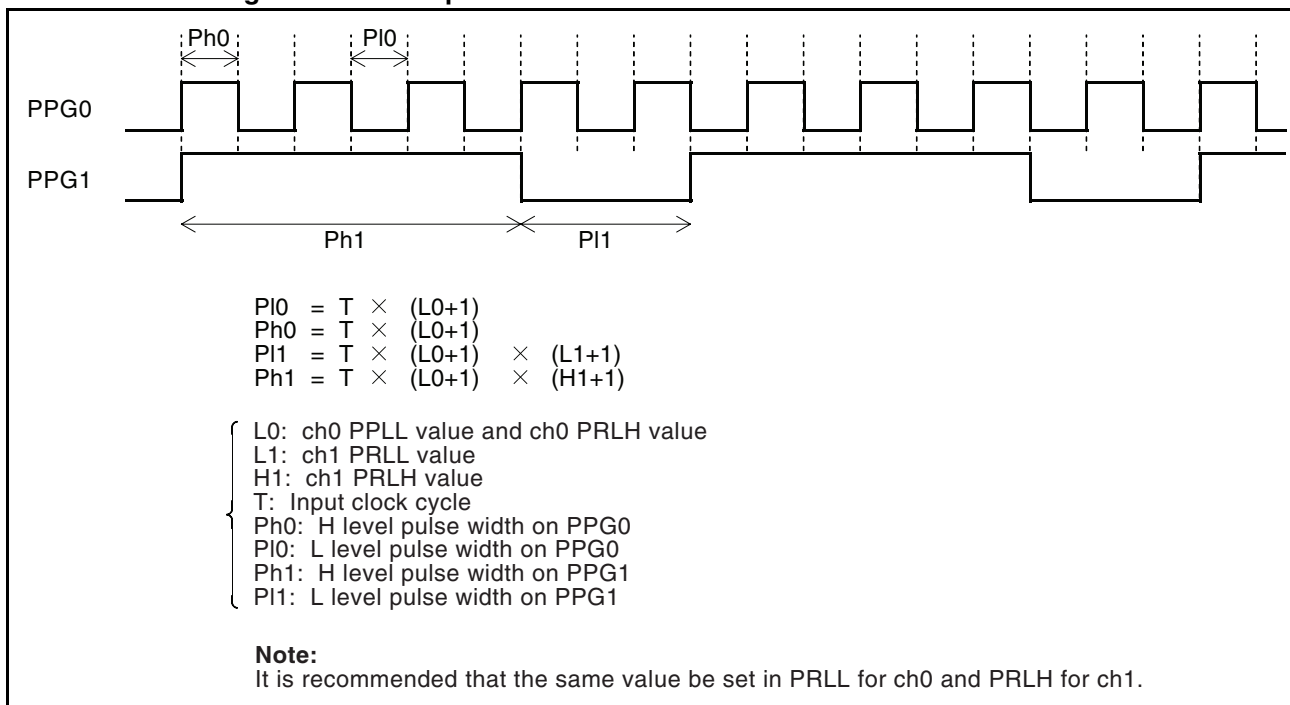 Ph0 Pl0
PPG0
PPG1
Ph1 Pl1
Pl0 = T × (L0+1)
Ph0 = T × (L0+1)
Pl1 = T × (L0+1) × (L1+1)
Ph1 = T × (L0+1) × (H1+1)
L0: ch0 PPLL value and ch0 PRLH value
L1: ch1 PRLL value
H1: ch1 PRLH value
T: Input clock cycle
Ph0: H level pulse width on PPG0
Pl0: L level pulse width on PPG0
Ph1: H level pulse width on PPG1
Pl1: L level pulse width on PPG1
Note:
It is recommended that the same value be set in PRLL for ch0 and PRLH for ch1.